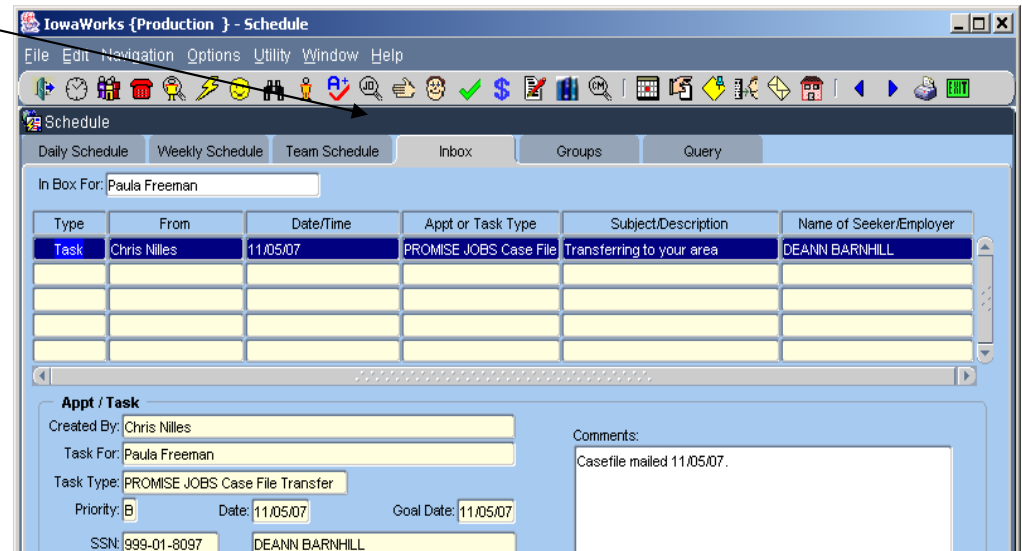 IowaWorks {Production } - Schedule
File Edit Navigation Options Utility Window Help
A+ JD $ CM EXIT
Schedule
Daily Schedule Weekly Schedule Team Schedule Inbox Groups Query
In Box For: Paula Freeman
Type From Date/Time Appt or Task Type Subject/Description Name of Seeker/Employer
Task Chris Nilles 11/05/07 PROMISE JOBS Case File Transferring to your area DEANN BARNHILL
Appt / Task
Created By: Chris Nilles
Comments:
Task For: Paula Freeman
Casefile mailed 11/05/07.
Task Type: PROMISE JOBS Case File Transfer
Priority: B Date: 11/05/07 Goal Date: 11/05/07
SSN: 999-01-8097 DEANN BARNHILL